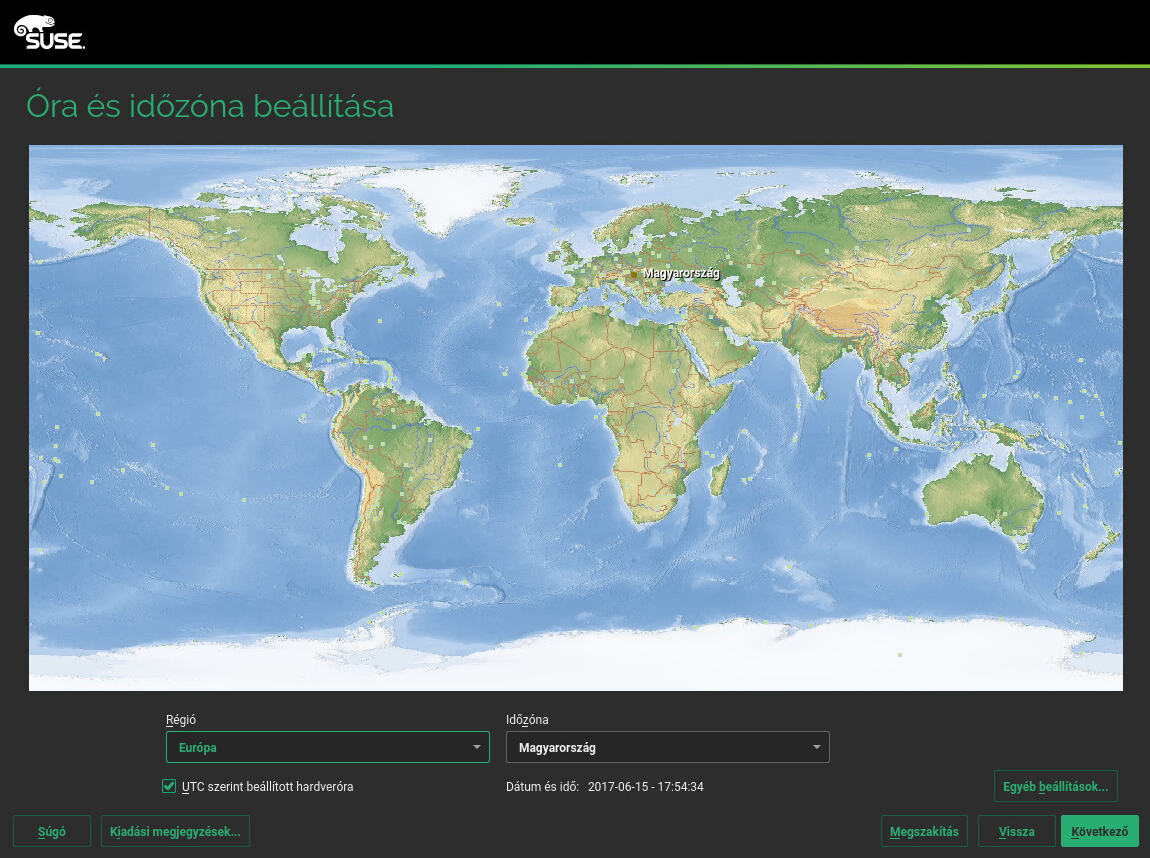 SUSE.
Óra és időzóna beállítása
Magyarország
Régió
Időzóna
Európa
Magyarország
UTC szerint beállított hardveróra
Dátum és idő: 2017-06-15 - 17:54:34
Egyéb beállítások...
Súgó
Kiadási megjegyzések...
Megszakítás
Vissza
Következő